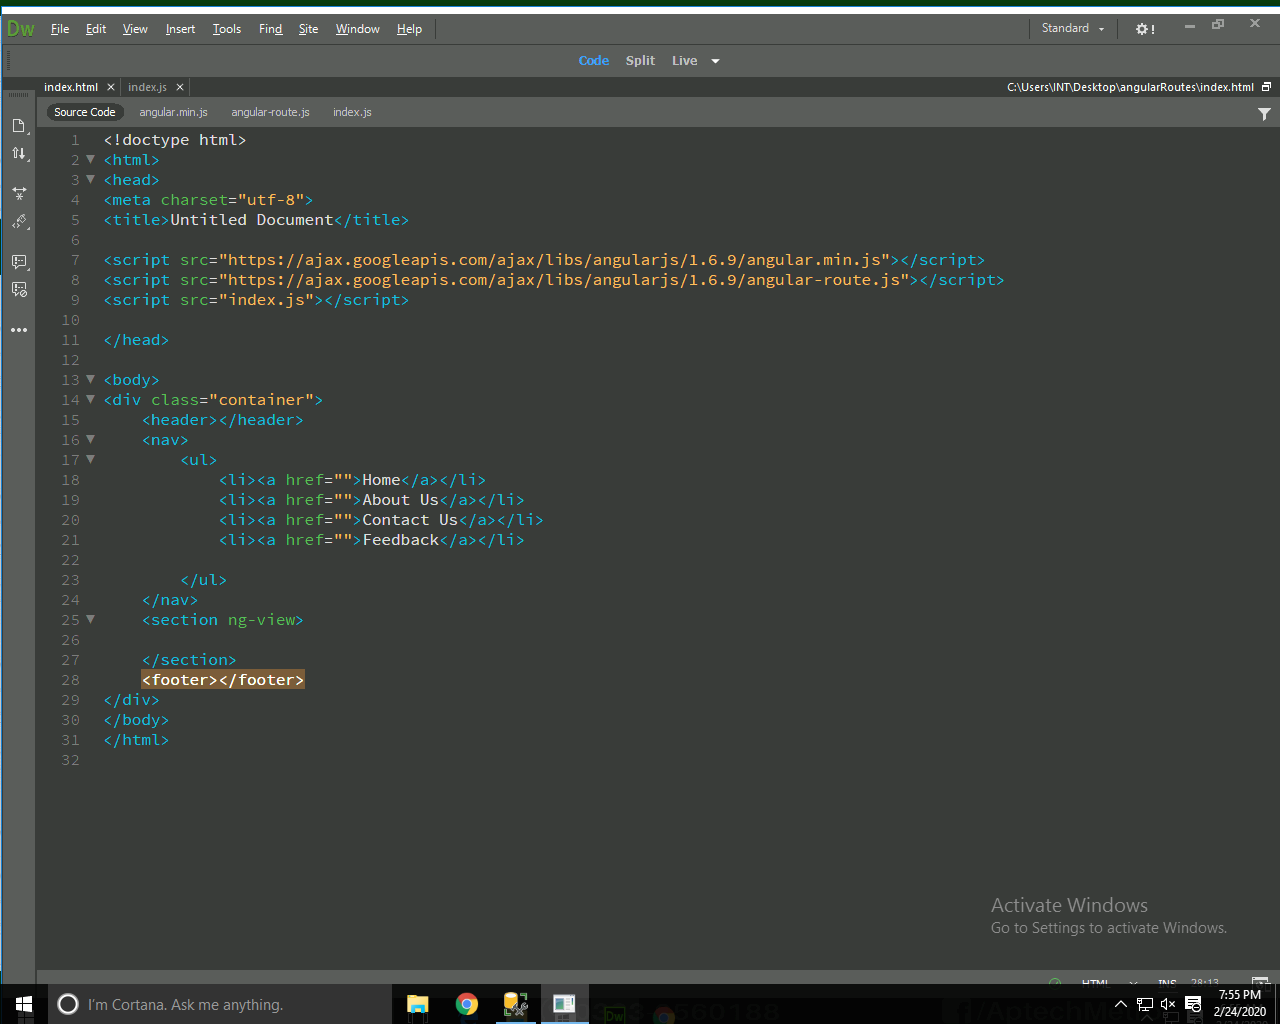 Dw File Edit View Insert Tools Find Site Window Help Standard
Code Split Live
index.html index.js C:\Users\INT\Desktop\angularRoutes\index.html
Source Code angular.min.js angular-route.js index.js
1 <!doctype html>
2 <html>
3 <head>
4 <meta charset="utf-8">
5 <title>Untitled Document</title>
6
7 <script src="https://ajax.googleapis.com/ajax/libs/angularjs/1.6.9/angular.min.js"></script>
8 <script src="https://ajax.googleapis.com/ajax/libs/angularjs/1.6.9/angular-route.js"></script>
9 <script src="index.js"></script>
10
11 </head>
12
13 <body>
14 <div class="container">
15 <header></header>
16 <nav>
17 <ul>
18 <li><a href="">Home</a></li>
19 <li><a href="">About Us</a></li>
20 <li><a href="">Contact Us</a></li>
21 <li><a href="">Feedback</a></li>
22
23 </ul>
24 </nav>
25 <section ng-view>
26
27 </section>
28 <footer></footer>
29 </div>
30 </body>
31 </html>
32
Activate Windows
Go to Settings to activate Windows.
HTML INS 28:13
I'm Cortana. Ask me anything.
7:55 PM
2/24/2020